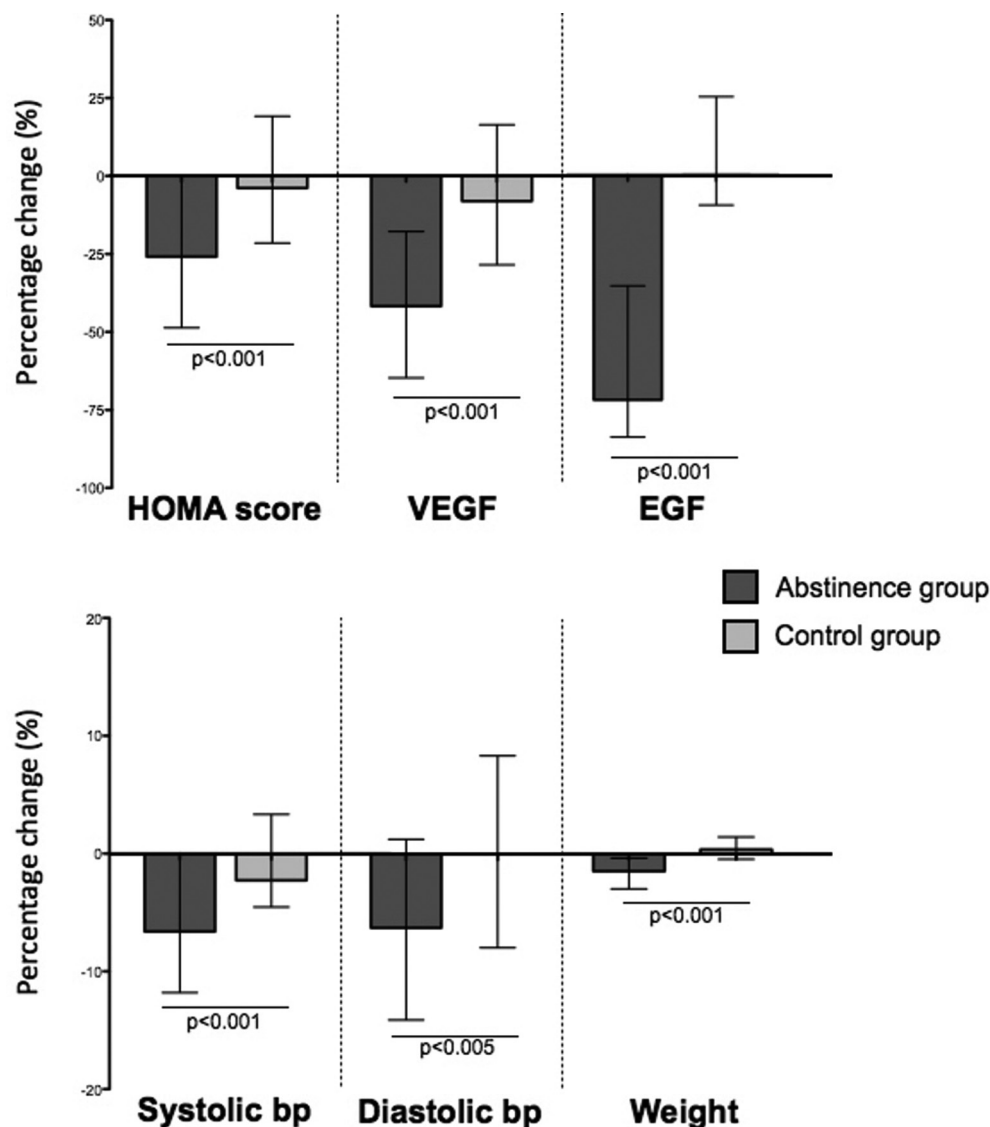 Percentage change (%)
50
25
0
-25
-50
-75
-100
p<0.001
p<0.001
p<0.001
HOMA score
VEGF
EGF
Abstinence group
Control group
Percentage change (%)
20
10
0
-10
-20
p<0.001
p<0.005
p<0.001
Systolic bp
Diastolic bp
Weight